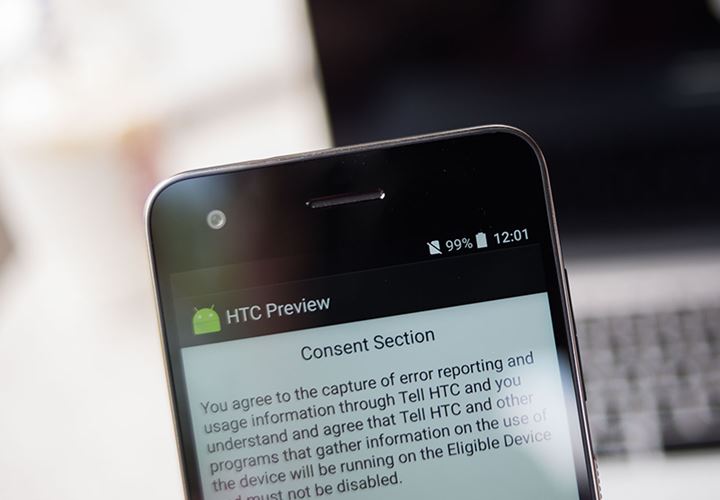 99% 12:01
HTC Preview
Consent Section
You agree to the capture of error reporting and
usage information through Tell HTC and you
understand and agree that Tell HTC and other
programs that gather information on the use of
the device will be running on the Eligible Device
and must not be disabled.